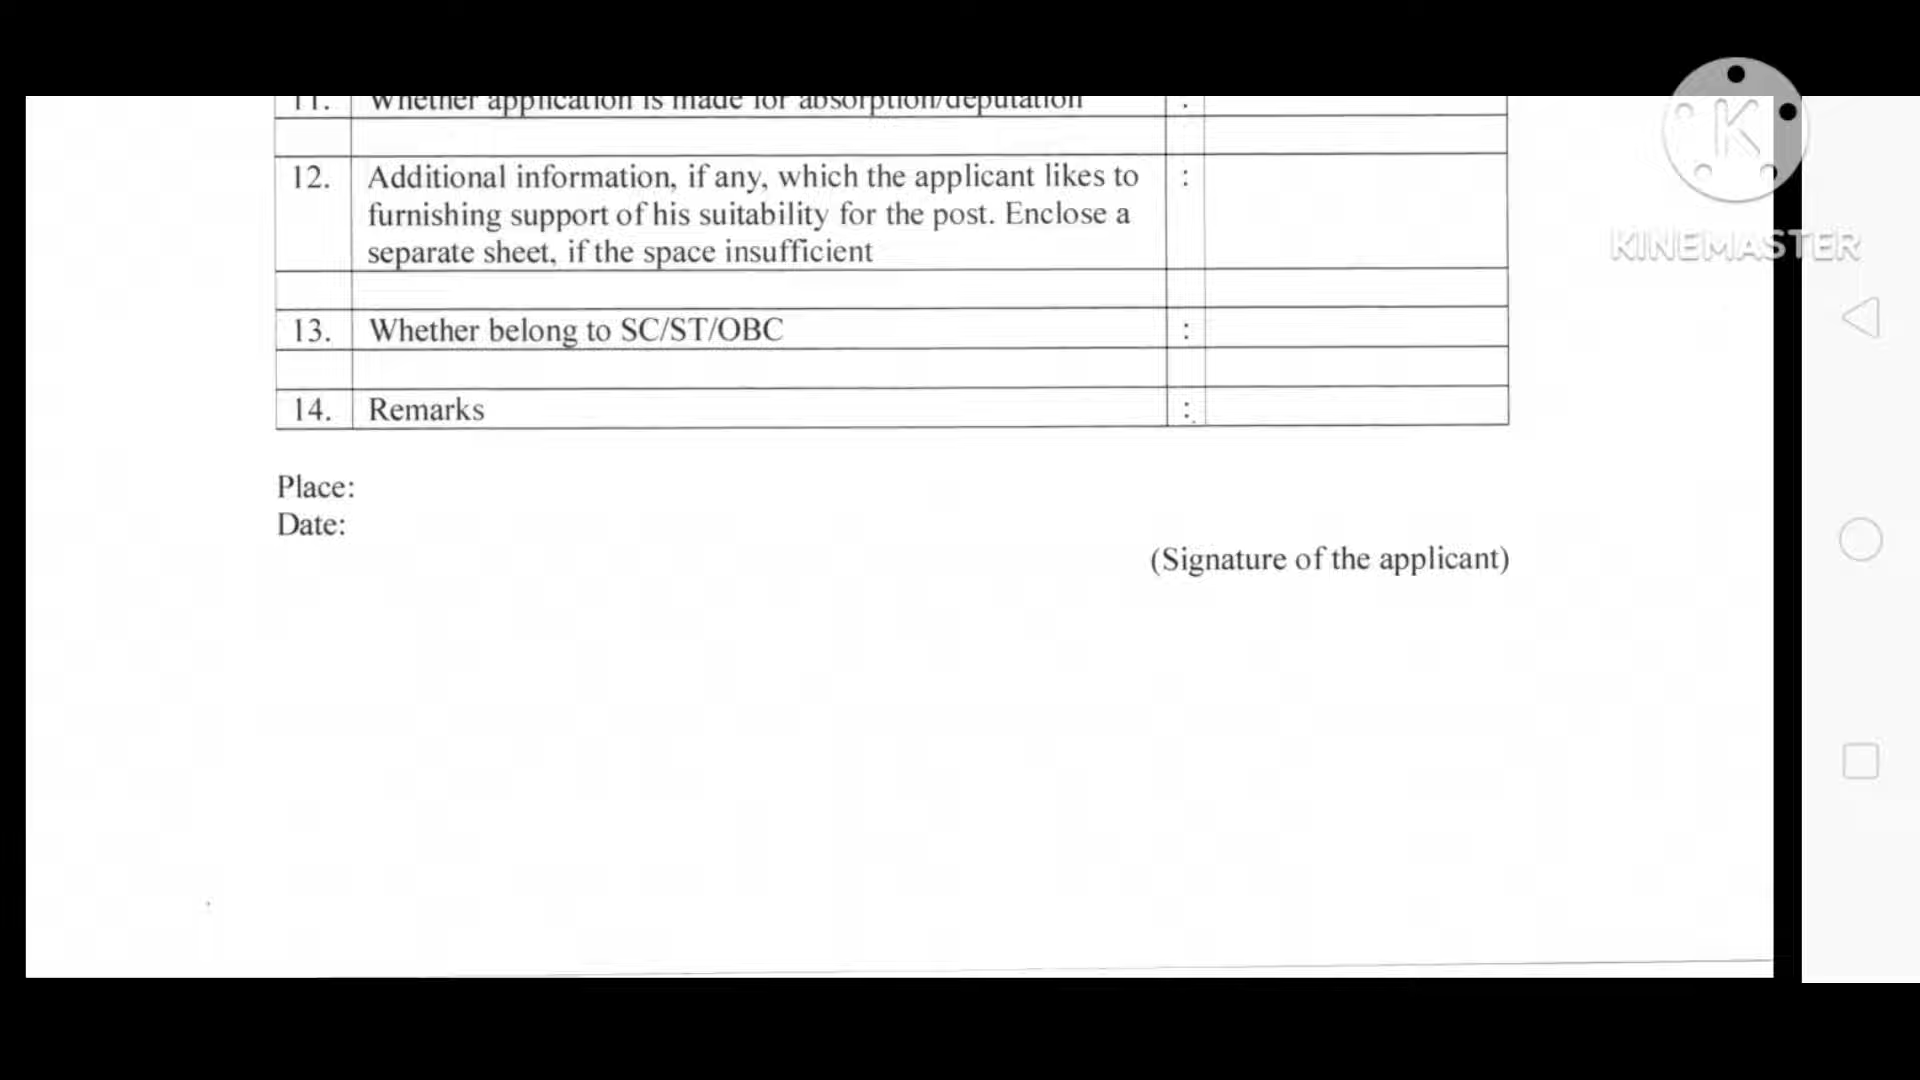 11. Whether application is made for absorption/deputation :
12. Additional information, if any, which the applicant likes to :
furnishing support of his suitability for the post. Enclose a
separate sheet, if the space insufficient
13. Whether belong to SC/ST/OBC :
14. Remarks :
Place:
Date:
(Signature of the applicant)
K
KINEMASTER